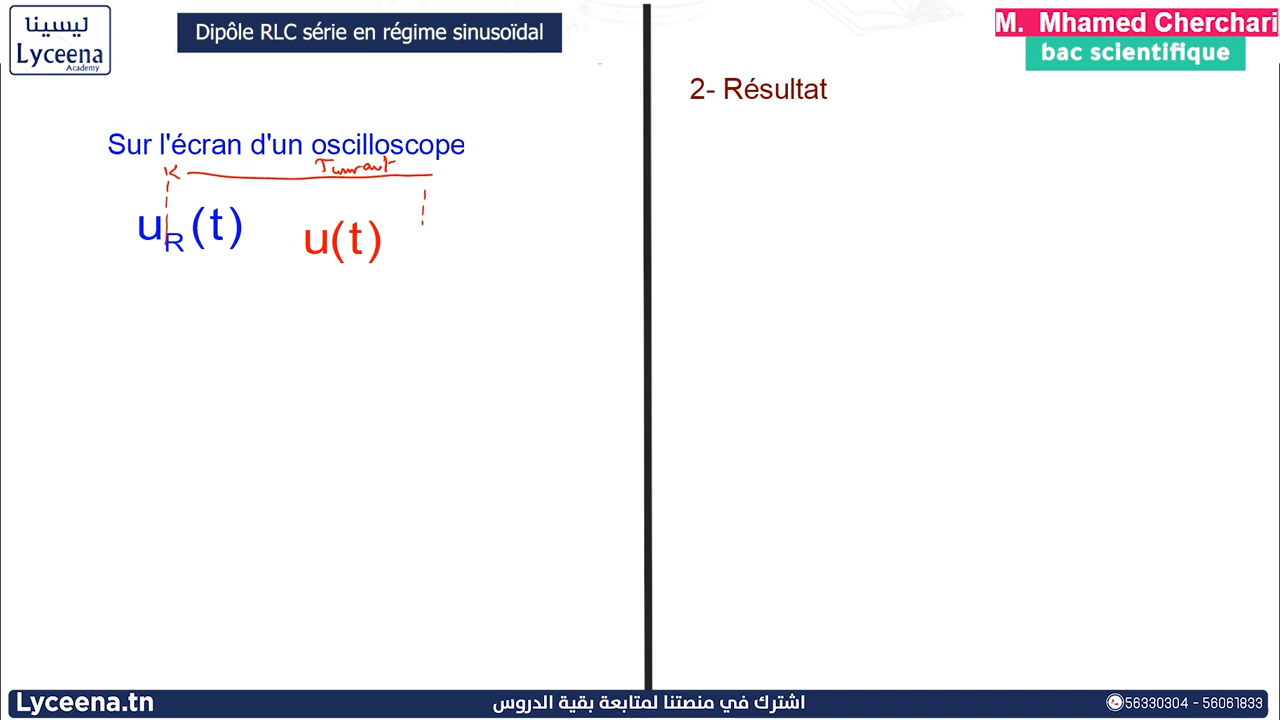 ليسينا
Lyceena
Academy
Dipôle RLC série en régime sinusoïdal
M. Mhamed Cherchari
bac scientifique
Sur l'écran d'un oscilloscope
uR(t)
u(t)
2- Résultat
Lyceena.tn
اشترك في منصتنا لمتابعة بقية الدروس
56330304 - 56061833